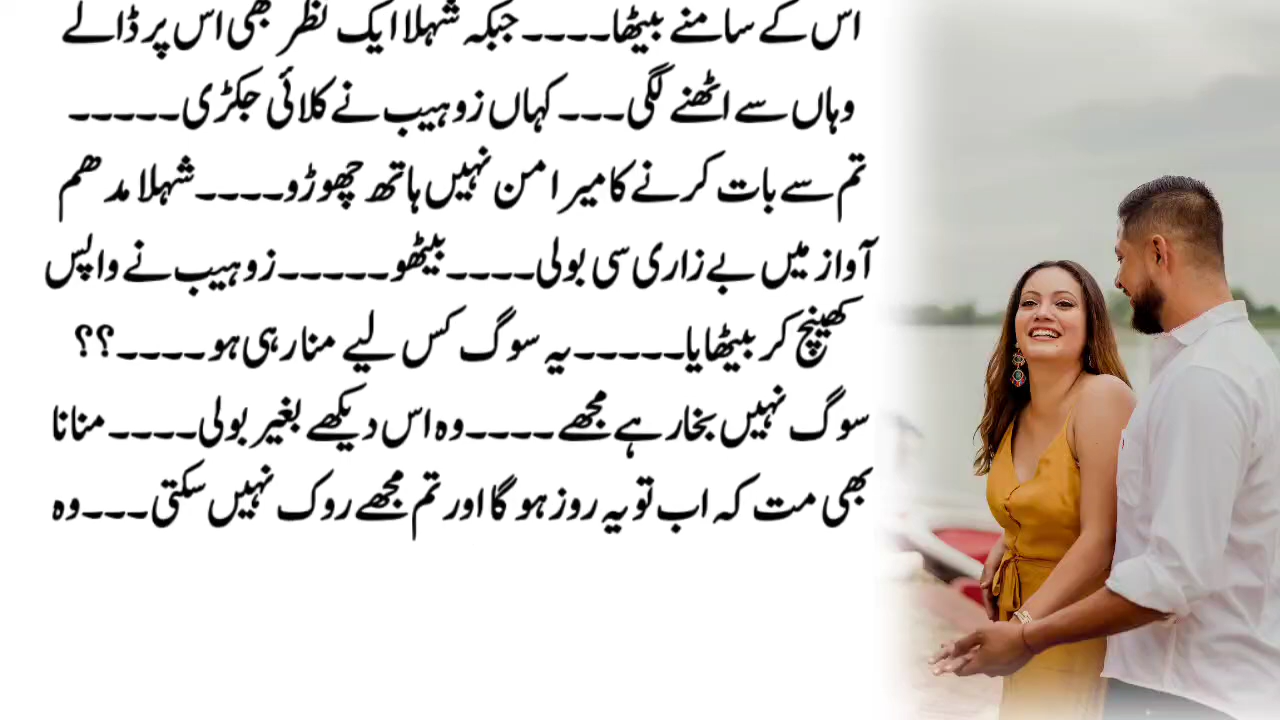 اس کے سامنے بیٹھا۔۔۔۔ جبکہ شہلا ایک نظر بھی اس پر ڈالے
وہاں سے اٹھنے لگی۔۔۔ کہاں زوہیب نے کلائی جکڑی۔۔۔۔۔
تم سے بات کرنے کا میرا من نہیں ہاتھ چھوڑو۔۔۔۔شہلا مدھم
آواز میں بے زاری سی بولی۔۔۔۔بیٹھو۔۔۔۔۔زوہیب نے واپس
کھینچ کر بیٹھایا۔۔۔۔۔یہ سوگ کس لیے منا رہی ہو۔۔۔۔؟؟
سوگ نہیں بخار ہے مجھے۔۔۔۔وہ اس دیکھے بغیر بولی۔۔۔۔ منانا
بھی مت کہ اب تو یہ روز ہو گا اور تم مجھے روک نہیں سکتی۔۔۔وہ